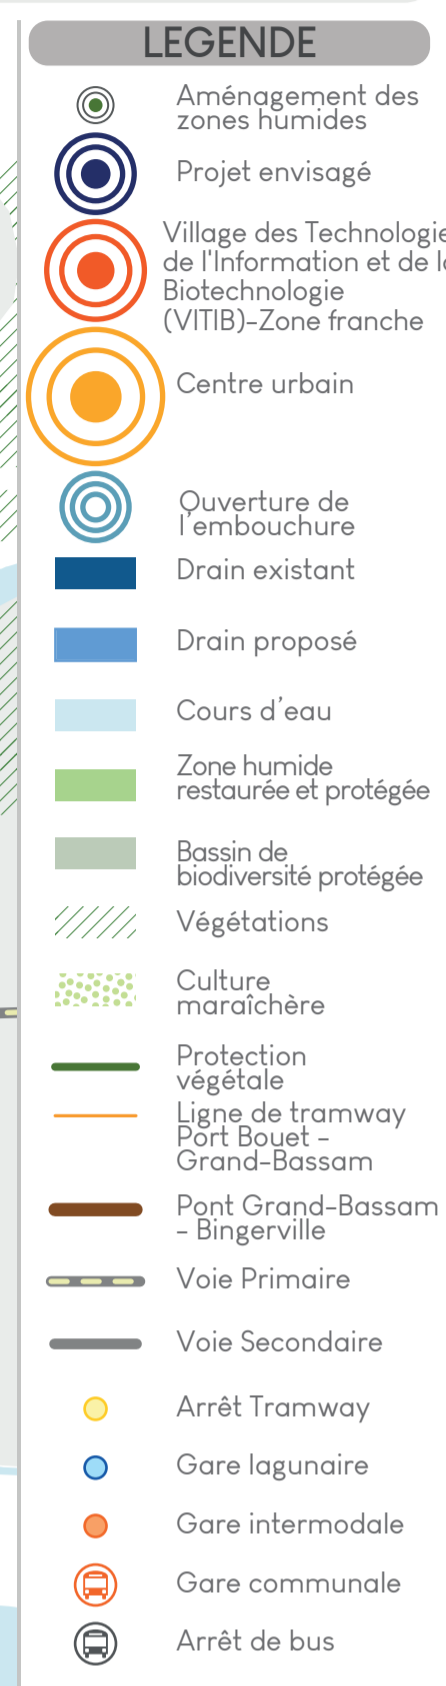 LEGENDE
Aménagement des
zones humides
Projet envisagé
Village des Technologie
de l'Information et de l
Biotechnologie
(VITIB)-Zone franche
Centre urbain
Ouverture de
l'embouchure
Drain existant
Drain proposé
Cours d'eau
Zone humide
restaurée et protégée
Bassin de
biodiversité protégée
Végétations
Culture
maraîchère
Protection
végétale
Ligne de tramway
Port Bouet -
Grand-Bassam
Pont Grand-Bassam
- Bingerville
Voie Primaire
Voie Secondaire
Arrêt Tramway
Gare lagunaire
Gare intermodale
Gare communale
Arrêt de bus